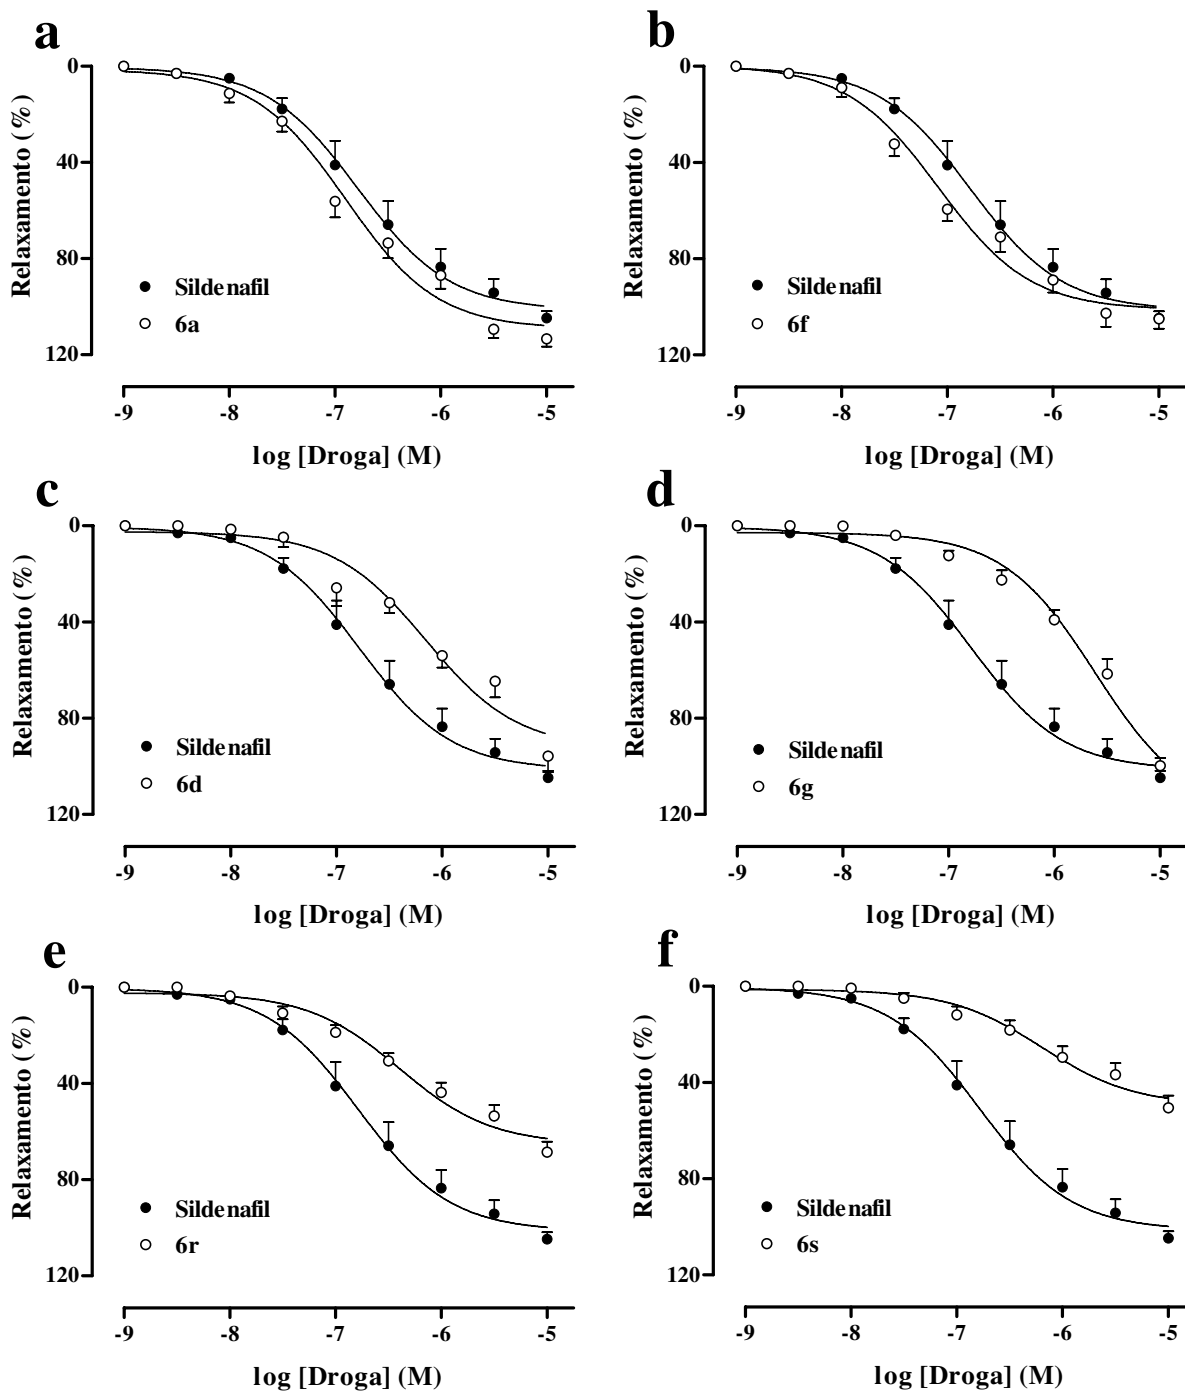 a
Relaxamento (%)
0
40
80
120
Sildenafil
6a
-9 -8 -7 -6 -5
log [Droga] (M)
b
Relaxamento (%)
0
40
80
120
Sildenafil
6f
-9 -8 -7 -6 -5
log [Droga] (M)
c
Relaxamento (%)
0
40
80
120
Sildenafil
6d
-9 -8 -7 -6 -5
log [Droga] (M)
d
Relaxamento (%)
0
40
80
120
Sildenafil
6g
-9 -8 -7 -6 -5
log [Droga] (M)
e
Relaxamento (%)
0
40
80
120
Sildenafil
6r
-9 -8 -7 -6 -5
log [Droga] (M)
f
Relaxamento (%)
0
40
80
120
Sildenafil
6s
-9 -8 -7 -6 -5
log [Droga] (M)